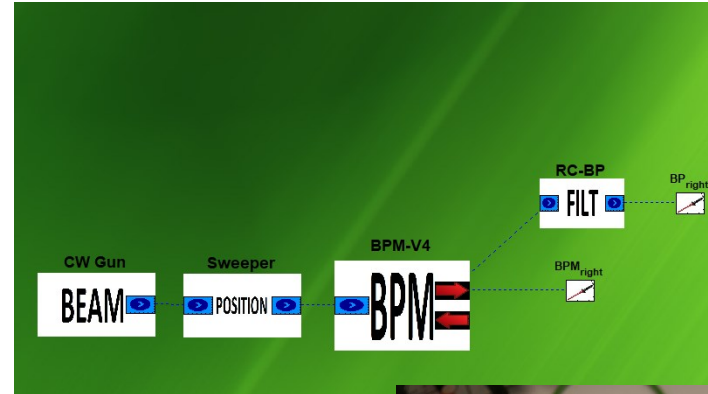 RC-BP
FILT
BP right
BPM-V4
BPM right
CW Gun
Sweeper
BEAM
POSITION
BPM